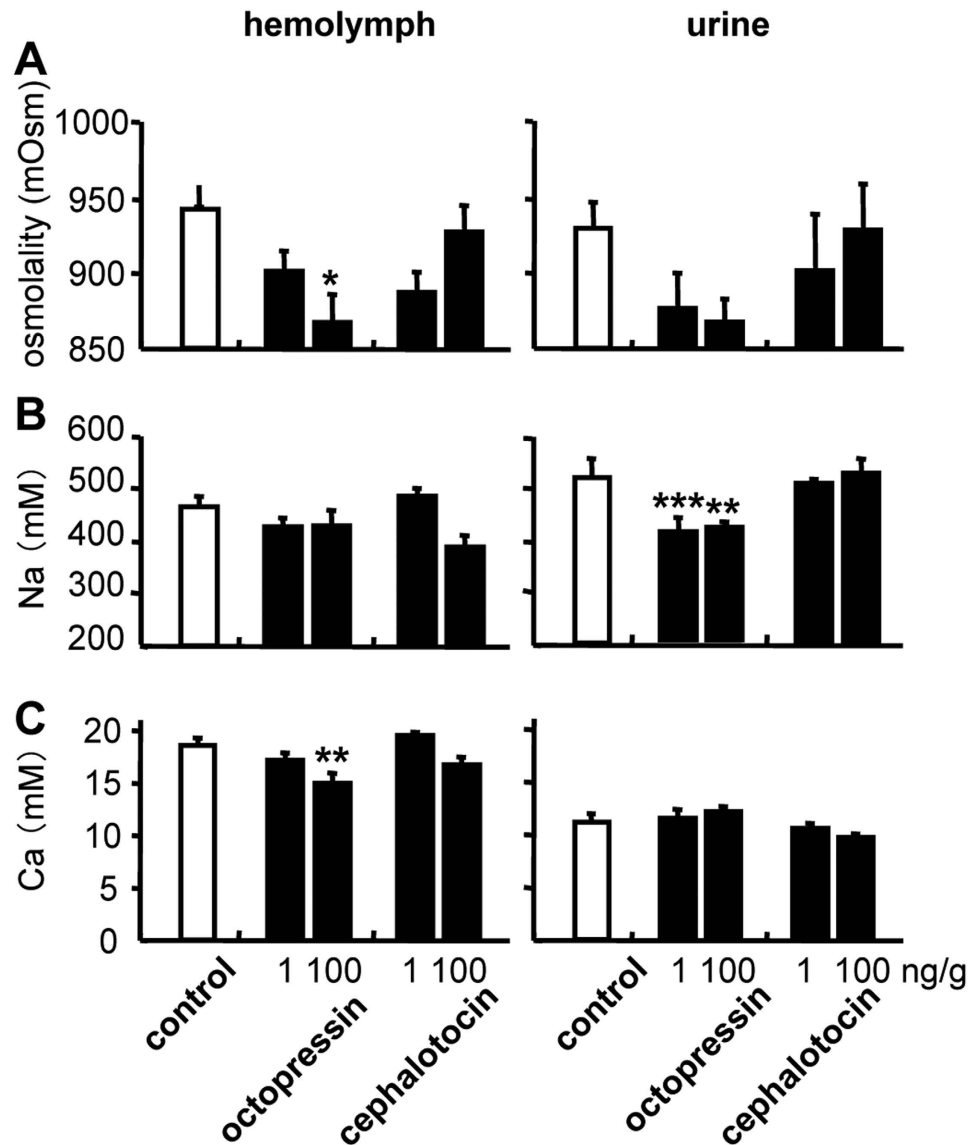 hemolymph urine
A
osmolality (mOsm)
1000
950
900
850
*
B
Na (mM)
600
500
400
300
200
*** **
C
Ca (mM)
20
15
10
5
0
**
control 1 100 octopressin 1 100 cephalotocin
control 1 100 octopressin 1 100 ng/g cephalotocin